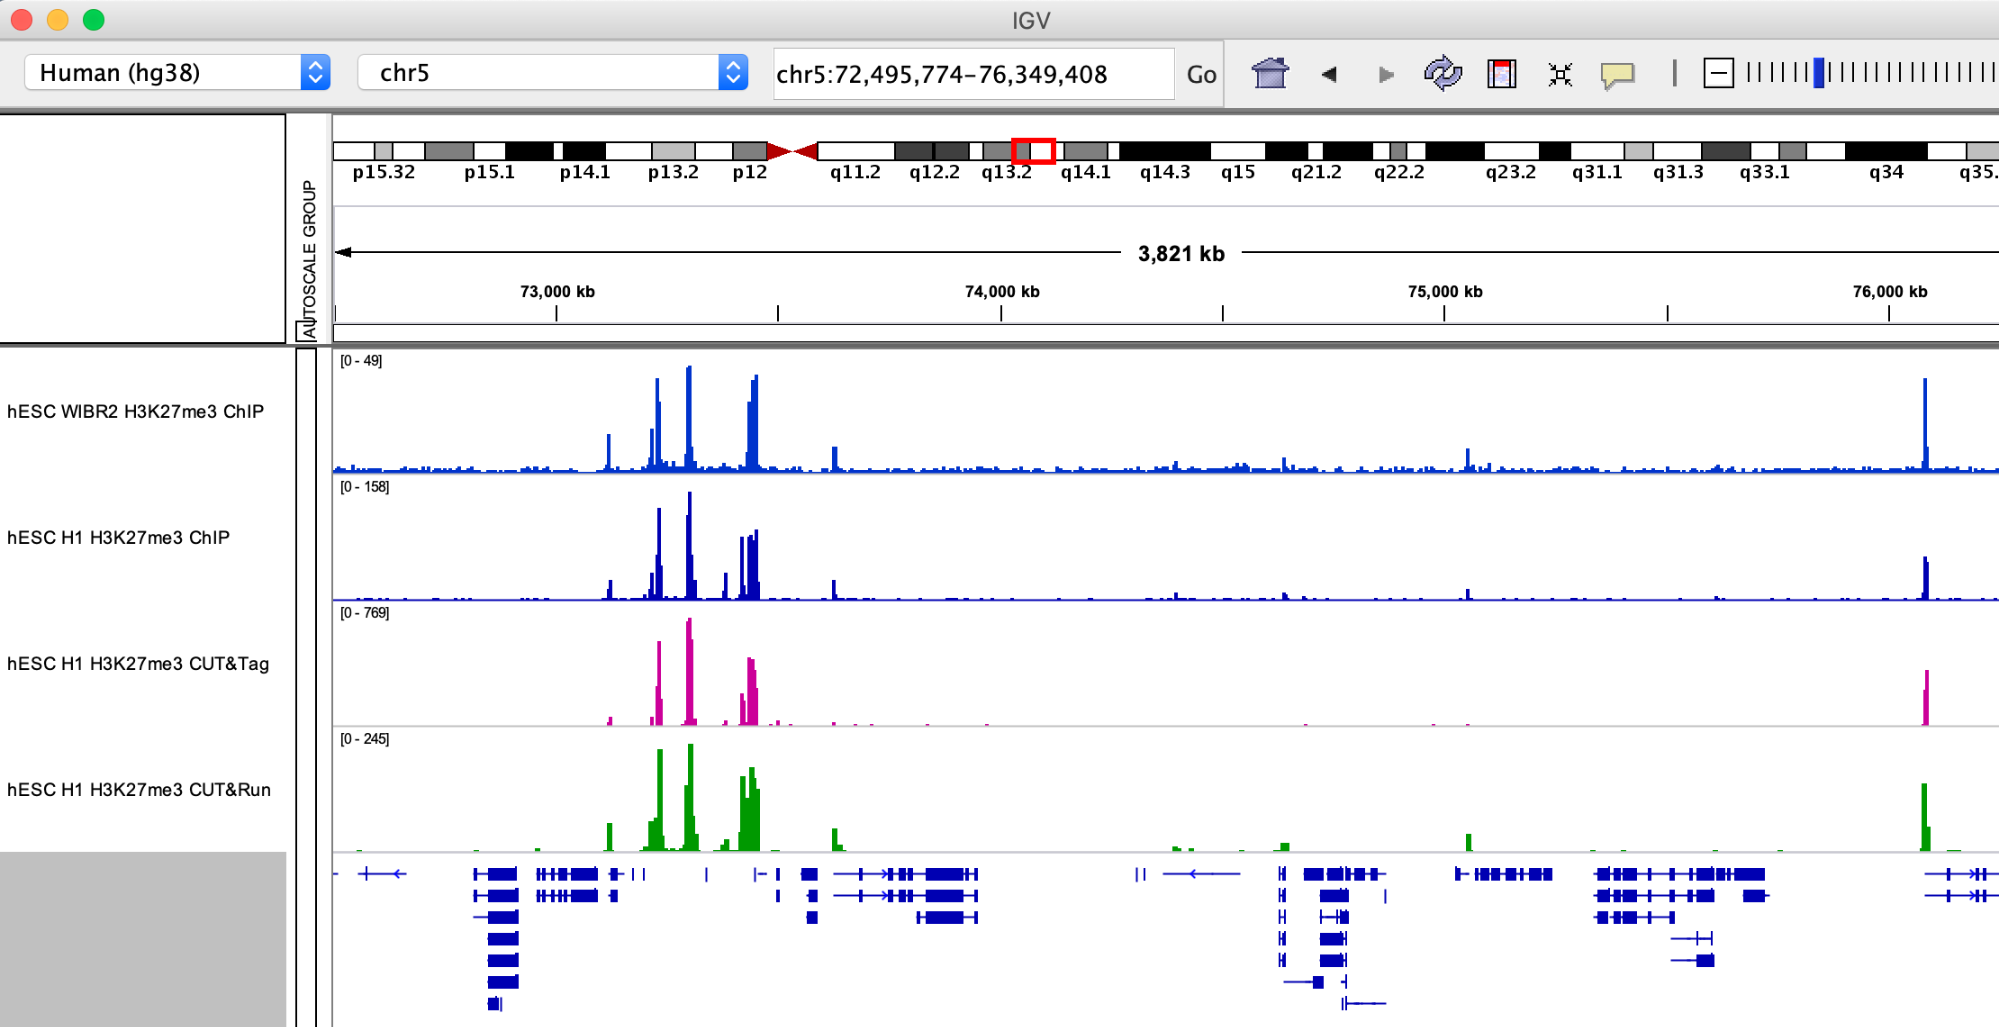 IGV
Human (hg38) chr5 chr5:72,495,774-76,349,408 Go
p15.32 p15.1 p14.1 p13.2 p12 q11.2 q12.2 q13.2 q14.1 q14.3 q15 q21.2 q22.2 q23.2 q31.1 q31.3 q33.1 q34 q35.
AUTOSCALE GROUP
3,821 kb
73,000 kb 74,000 kb 75,000 kb 76,000 kb
[0 - 49]
hESC WIBR2 H3K27me3 ChIP
[0 - 158]
hESC H1 H3K27me3 ChIP
[0 - 769]
hESC H1 H3K27me3 CUT&Tag
[0 - 245]
hESC H1 H3K27me3 CUT&Run